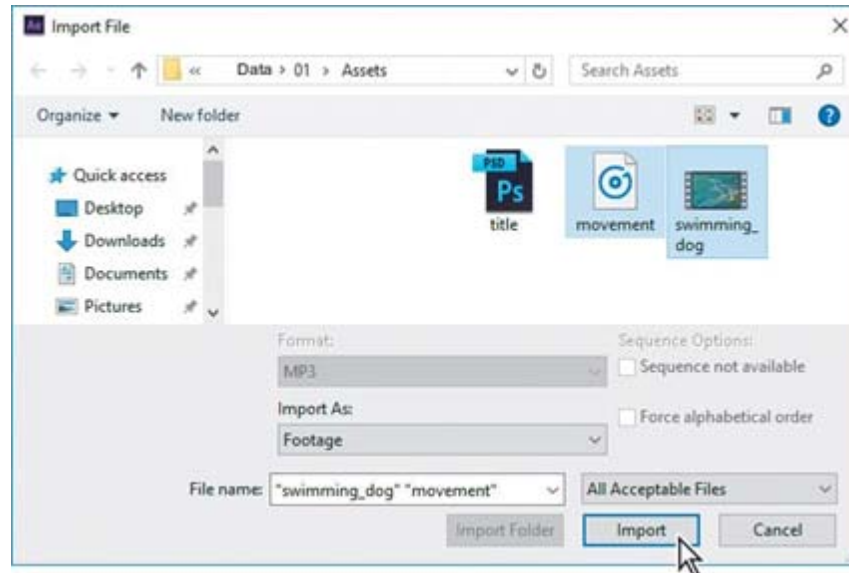 Ae Import File
« Data > 01 > Assets
Search Assets
Organize
New folder
Quick access
Desktop
Downloads
Documents
Pictures
PSD
Ps
title
movement
swimming_
dog
Format:
MP3
Sequence Options:
Sequence not available
Import As:
Footage
Force alphabetical order
File name: "swimming_dog" "movement"
All Acceptable Files
Import Folder
Import
Cancel